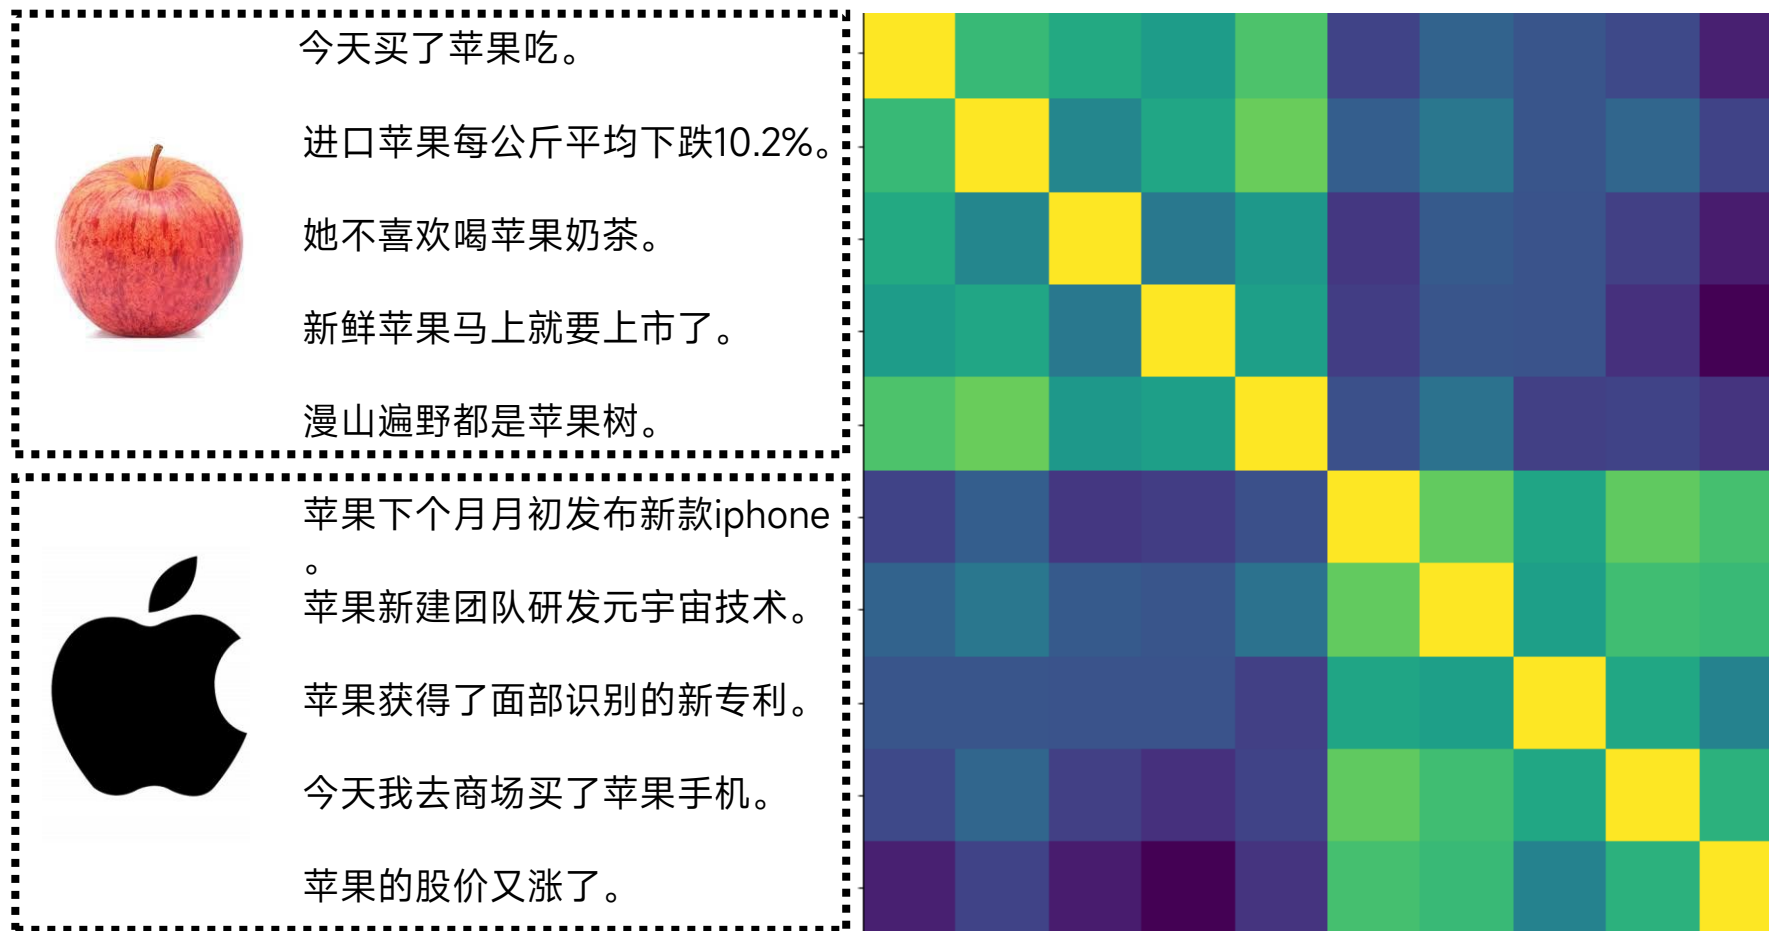 今天买了苹果吃。
进口苹果每公斤平均下跌10.2%。
她不喜欢喝苹果奶茶。
新鲜苹果马上就要上市了。
漫山遍野都是苹果树。
苹果下个月月初发布新款iphone
。
苹果新建团队研发元宇宙技术。
苹果获得了面部识别的新专利。
今天我去商场买了苹果手机。
苹果的股价又涨了。